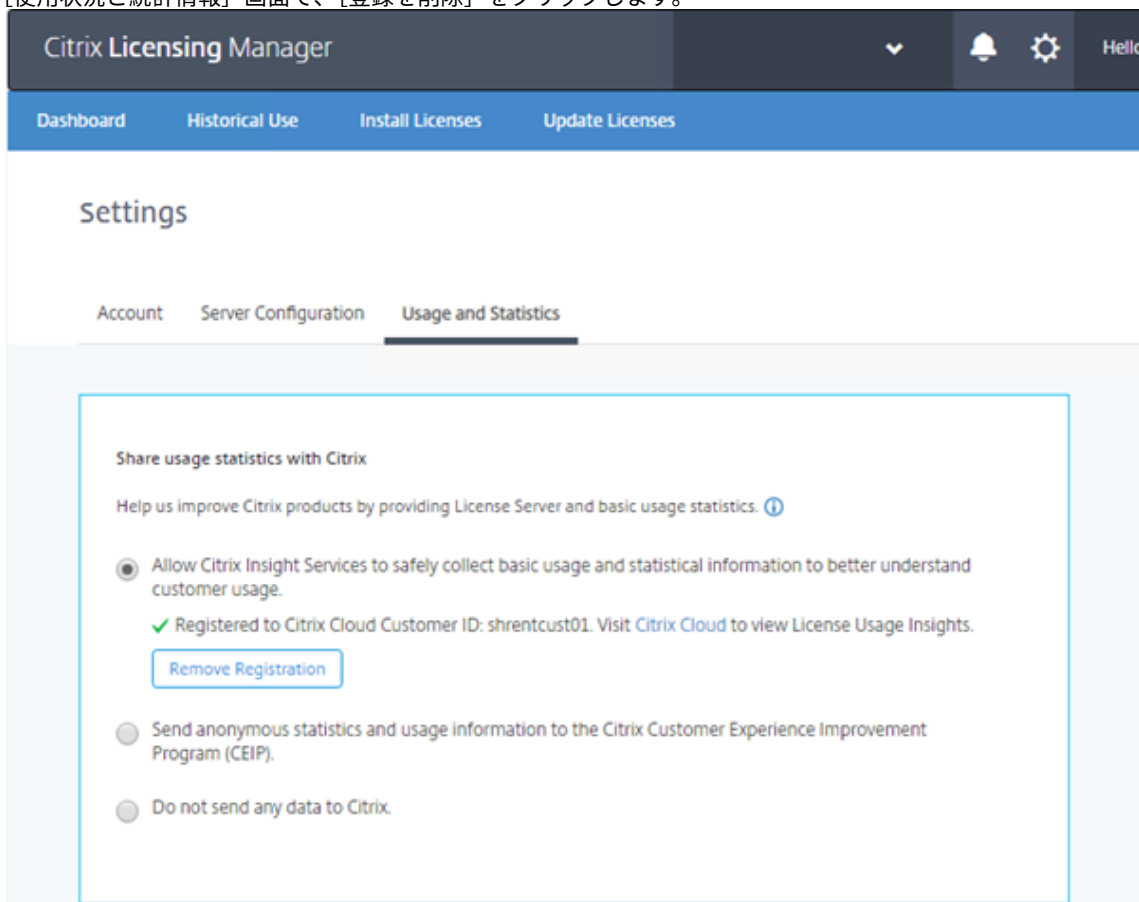 [使用状況と統計情報］画面で、［登録を削除］をクリックします。
Citrix Licensing Manager
Hello
Dashboard Historical Use Install Licenses Update Licenses
Settings
Account Server Configuration Usage and Statistics
Share usage statistics with Citrix
Help us improve Citrix products by providing License Server and basic usage statistics.
Allow Citrix Insight Services to safely collect basic usage and statistical information to better understand
customer usage.
Registered to Citrix Cloud Customer ID: shrentcust01. Visit Citrix Cloud to view License Usage Insights.
Remove Registration
Send anonymous statistics and usage information to the Citrix Customer Experience Improvement
Program (CEIP).
Do not send any data to Citrix.